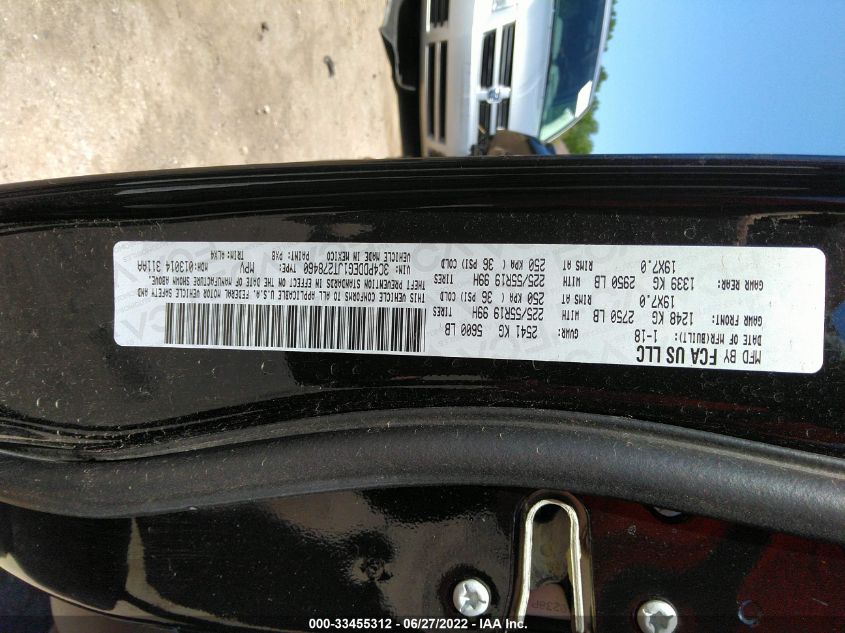 MFD BY FCA US LLC
DATE OF MFR(BUILT): 1-18
GVWR: 2541 KG 5600 LB
GAWR FRONT: 1248 KG 2750 LB WITH 225/55R19 99H TIRES
19X7.0 RIMS AT 250 KPA ( 36 PSI) COLD
GAWR REAR: 1339 KG 2950 LB WITH 225/55R19 99H TIRES
19X7.0 RIMS AT 250 KPA ( 36 PSI) COLD
THIS VEHICLE CONFORMS TO ALL APPLICABLE U.S.A. FEDERAL MOTOR VEHICLE SAFETY AND
THEFT PREVENTION STANDARDS IN EFFECT ON THE DATE OF MANUFACTURE SHOWN ABOVE.
VIN: 3C4PDDEG1JT278460 TYPE: MPV MDH:013014 311AA
VEHICLE MADE IN MEXICO PAINT: PXB TRIM:*LX4
000-33455312 / 06/27/2022 - IAA Inc.